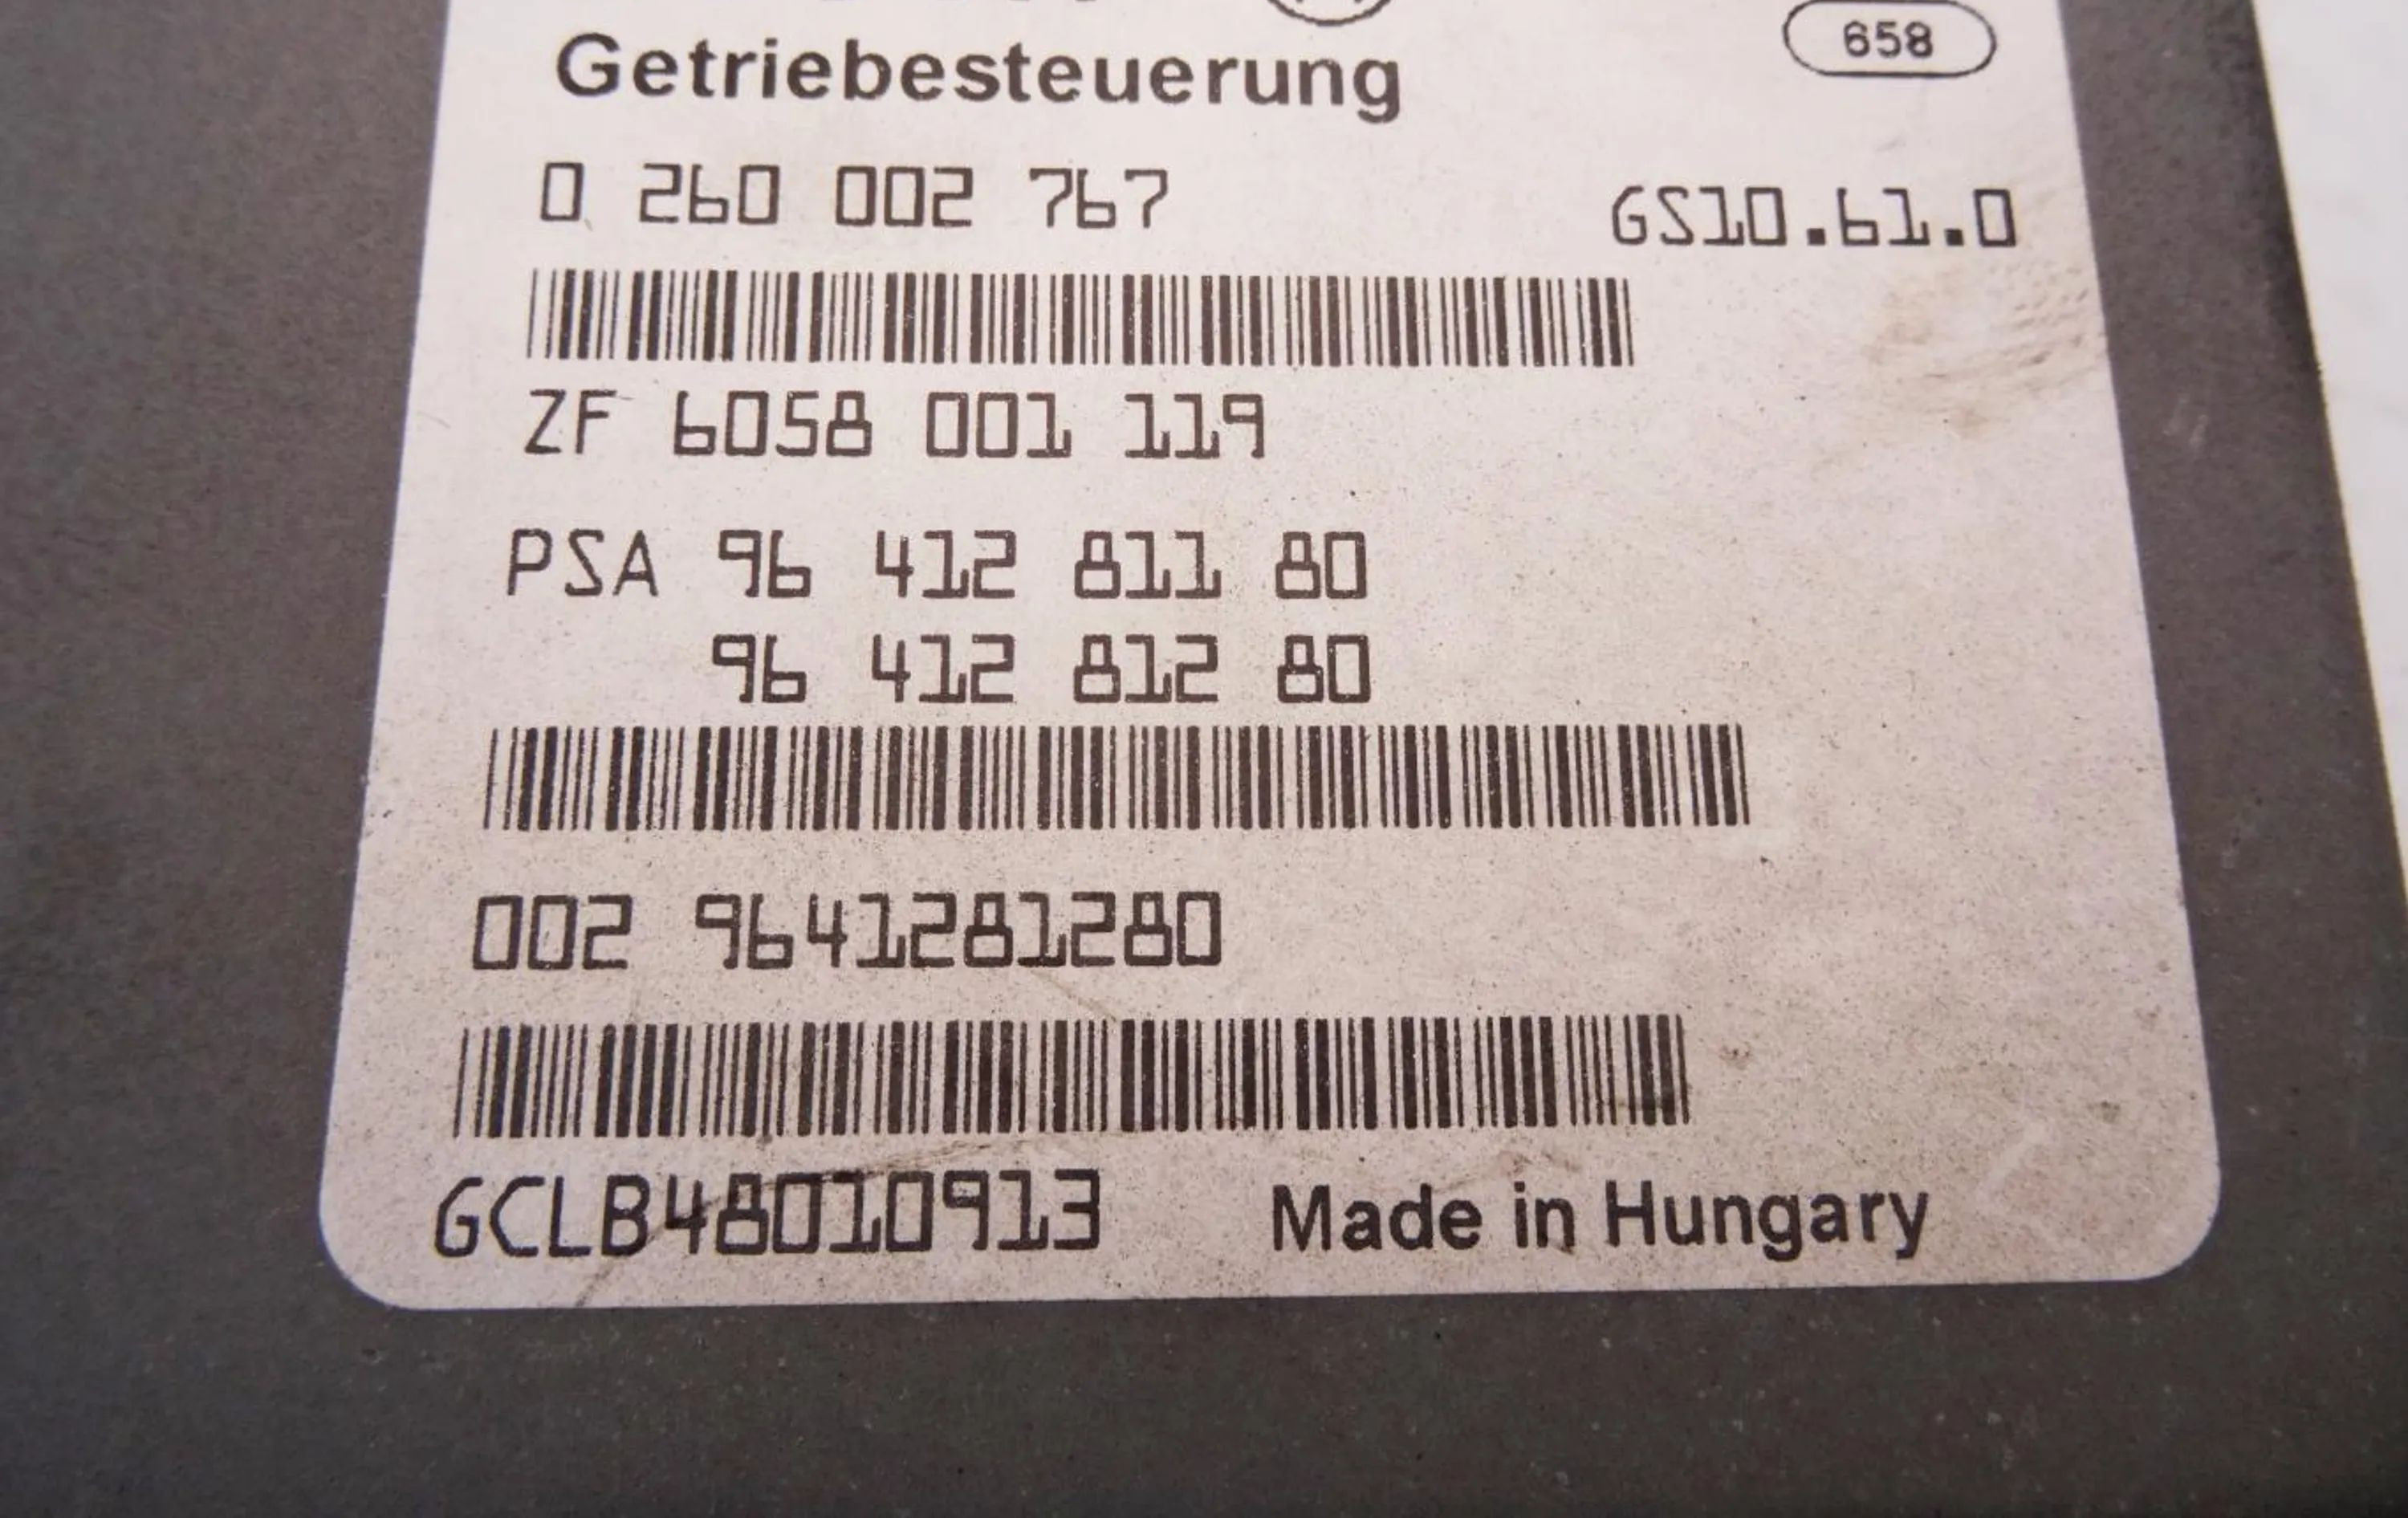 Getriebesteuerung
658
0 260 002 767
GS10.61.0
ZF 6058 001 119
PSA 96 412 811 80
96 412 812 80
002 9641281280
GCLB48010913
Made in Hungary